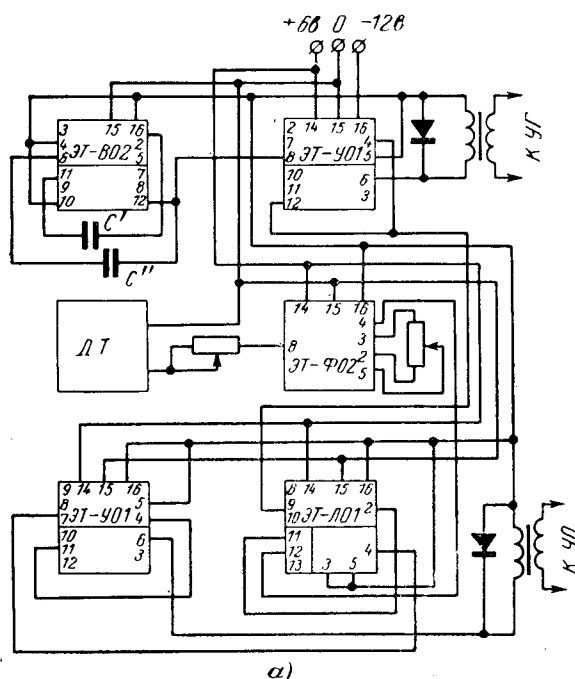 +6в 0 -12в
3 15 16 2
4
6 ЭТ-В02 5
11 7
9 8
10 12
С'
С''
2 14 15 16
7 4
8 ЭТ-У01 5
10 6
11 3
12
К УГ
ДТ
14 15 16
4
3
8 2
ЭТ-Ф02 5
9 14 15 16
8 5
7 ЭТ-У01 4
10 6
11 3
12
8 14 15 16
9 2
10 ЭТ-Л01
11 4
12
13 3 5
К УП
а)